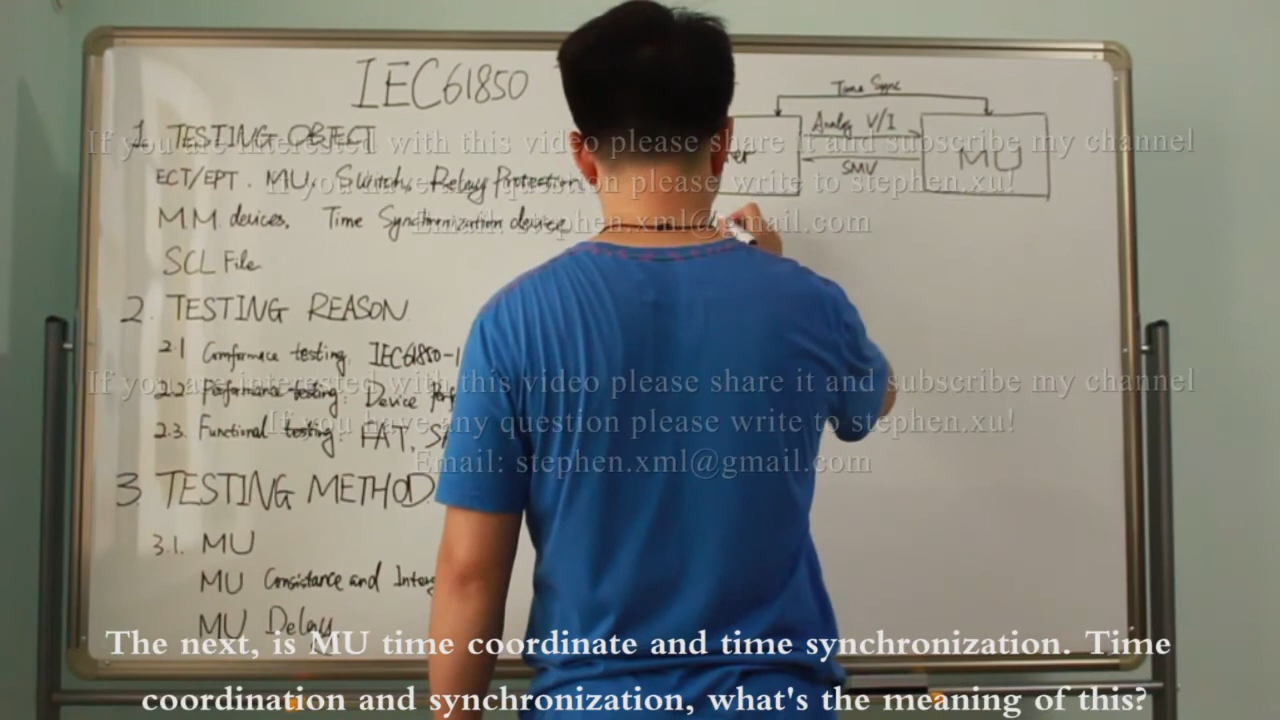 IEC61850
1. TESTING OBJECT
ECT/EPT. MU, Switch, Relay Protection
MM devices, Time Synchronization device
SCL File
2. TESTING REASON
2.1 Comformace testing: IEC61850-1
2.2 Performance testing: Device Perf
2.3. Functional testing: FAT, SA
3 TESTING METHOD
3.1. MU
MU Consistance and Integ
MU Delay
Time Sync
Analog V/I
SMV
MU
If you are interested with this video please share it and subscribe my channel
If you have any question please write to stephen.xu!
Email: stephen.xml@gmail.com
If you are interested with this video please share it and subscribe my channel
If you have any question please write to stephen.xu!
Email: stephen.xml@gmail.com
The next, is MU time coordinate and time synchronization. Time
coordination and synchronization, what's the meaning of this?